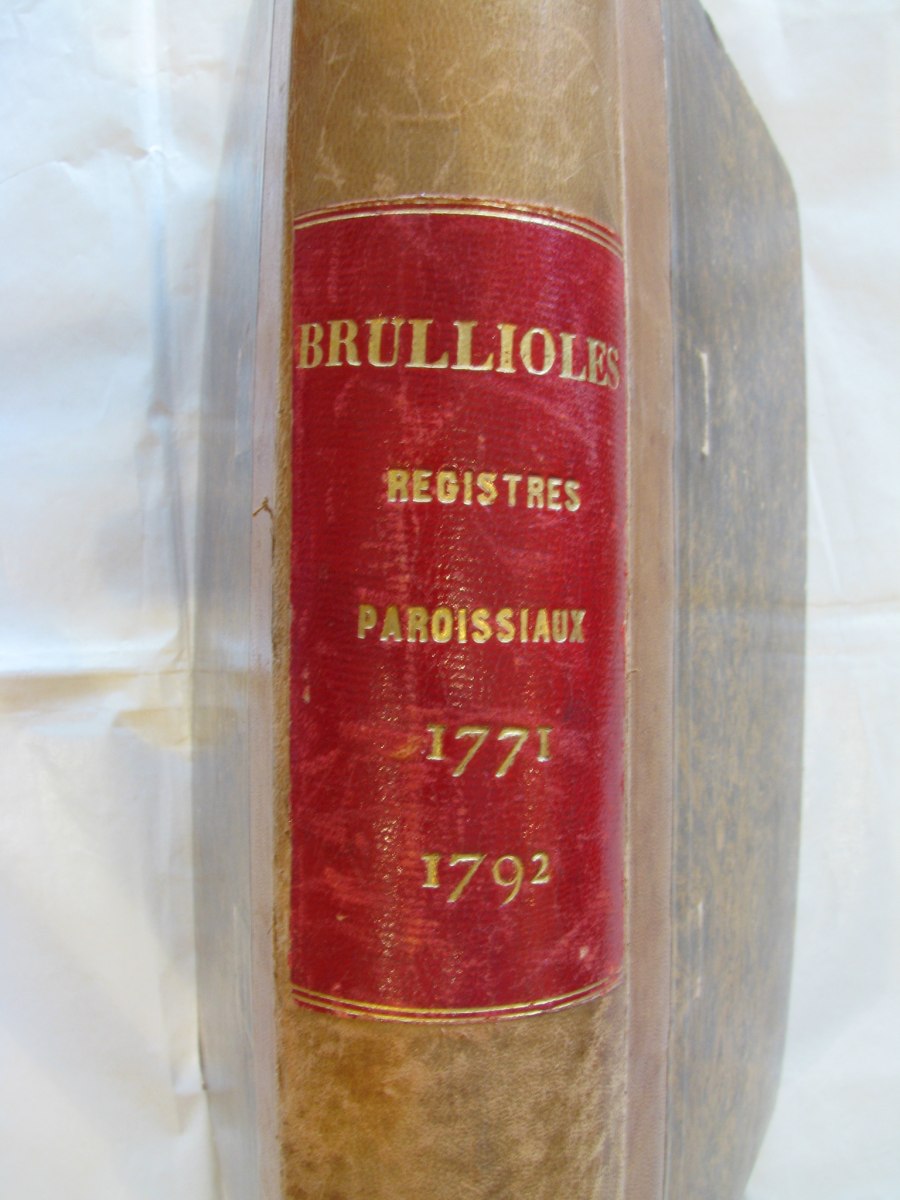 BRULLIOLES
REGISTRES
PAROISSIAUX
1771
1792